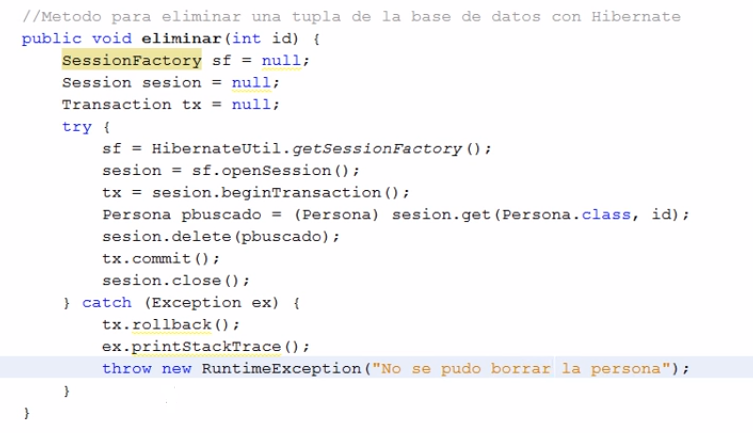 //Metodo para eliminar una tupla de la base de datos con Hibernate
public void eliminar(int id) {
    SessionFactory sf = null;
    Session sesion = null;
    Transaction tx = null;
    try {
        sf = HibernateUtil.getSessionFactory();
        sesion = sf.openSession();
        tx = sesion.beginTransaction();
        Persona pbuscado = (Persona) sesion.get(Persona.class, id);
        sesion.delete(pbuscado);
        tx.commit();
        sesion.close();
    } catch (Exception ex) {
        tx.rollback();
        ex.printStackTrace();
        throw new RuntimeException("No se pudo borrar la persona");
    }
}